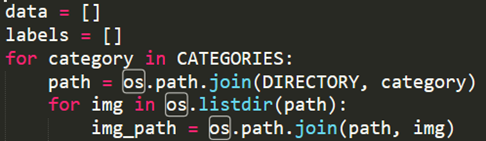 data = []
labels = []
for category in CATEGORIES:
    path = os.path.join(DIRECTORY, category)
    for img in os.listdir(path):
        img_path = os.path.join(path, img)